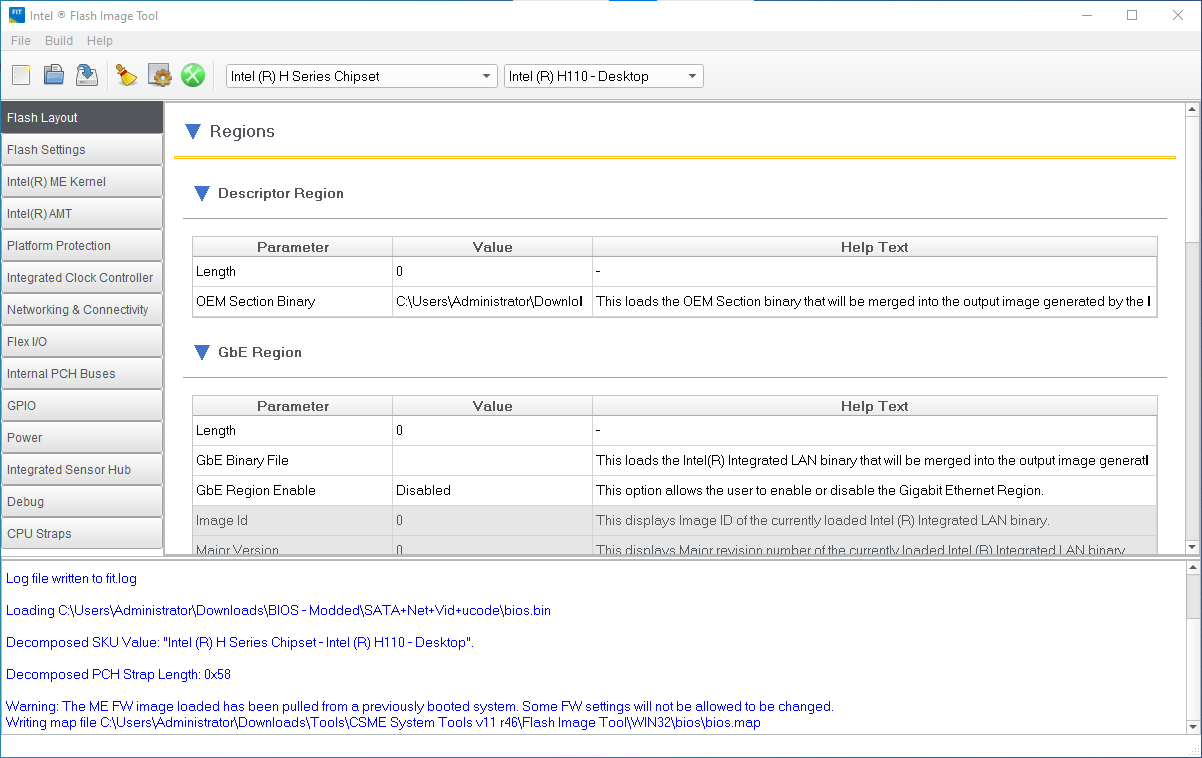 FIT Intel ® Flash Image Tool
File Build Help
Intel (R) H Series Chipset Intel (R) H110 - Desktop
Flash Layout
Flash Settings
Intel(R) ME Kernel
Intel(R) AMT
Platform Protection
Integrated Clock Controller
Networking & Connectivity
Flex I/O
Internal PCH Buses
GPIO
Power
Integrated Sensor Hub
Debug
CPU Straps
Regions
Descriptor Region
Parameter Value Help Text
Length 0 -
OEM Section Binary C:\Users\Administrator\Downlo This loads the OEM Section binary that will be merged into the output image generated by the
GbE Region
Parameter Value Help Text
Length 0 -
GbE Binary File This loads the Intel(R) Integrated LAN binary that will be merged into the output image generat
GbE Region Enable Disabled This option allows the user to enable or disable the Gigabit Ethernet Region.
Image Id 0 This displays Image ID of the currently loaded Intel (R) Integrated LAN binary.
Major Version 0 This displays Major revision number of the currently loaded Intel (R) Integrated LAN binary
Log file written to fit.log
Loading C:\Users\Administrator\Downloads\BIOS - Modded\SATA+Net+Vid+ucode\bios.bin
Decomposed SKU Value: "Intel (R) H Series Chipset - Intel (R) H110 - Desktop".
Decomposed PCH Strap Length: 0x58
Warning: The ME FW image loaded has been pulled from a previously booted system. Some FW settings will not be allowed to be changed.
Writing map file C:\Users\Administrator\Downloads\Tools\CSME System Tools v11 r46\Flash Image Tool\WIN32\bios\bios.map